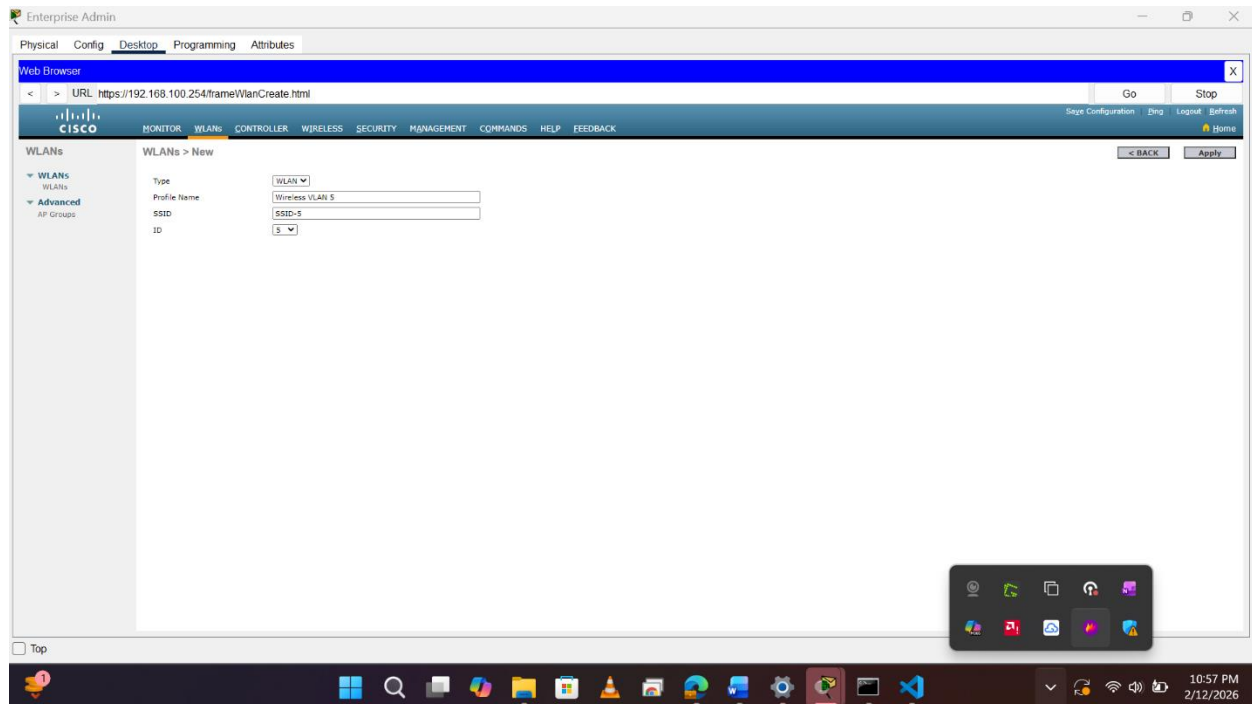 Enterprise Admin
Physical Config Desktop Programming Attributes
Web Browser X
< > URL https://192.168.100.254/frameWlanCreate.html Go Stop
Save Configuration Ping Logout Refresh
CISCO MONITOR WLANs CONTROLLER WIRELESS SECURITY MANAGEMENT COMMANDS HELP FEEDBACK Home
WLANs WLANs > New < BACK Apply
WLANs
WLANs
Advanced
AP Groups
Type WLAN
Profile Name Wireless VLAN 5
SSID SSID-5
ID 5
Top
1
10:57 PM
2/12/2026